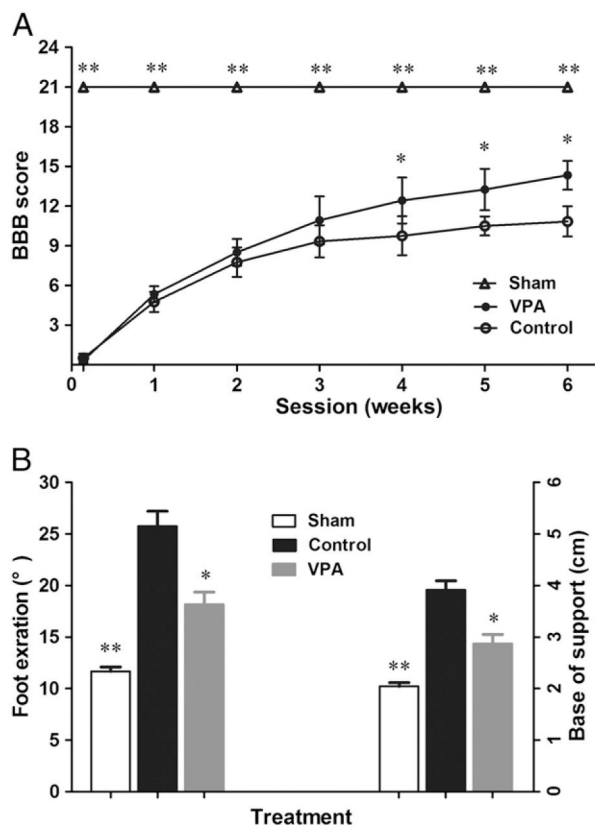 A
24
21
18
15
12
9
6
3
BBB score
** ** ** ** ** ** **
* * *
Sham
VPA
Control
0 1 2 3 4 5 6
Session (weeks)
B
30
25
20
15
10
5
0
Foot exration (°)
Sham
Control
VPA
** *
** *
6
5
4
3
2
1
0
Base of support (cm)
Treatment